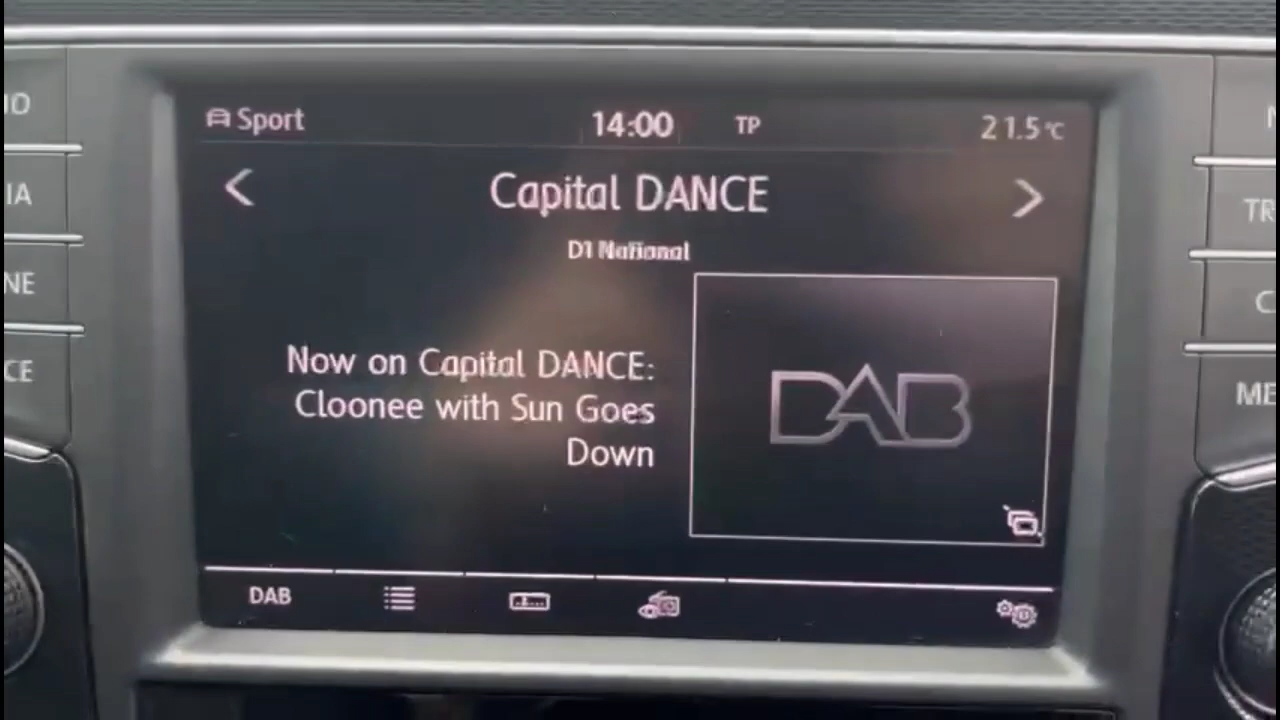 Sport 14:00 TP 21.5°C
Capital DANCE
D1 National
Now on Capital DANCE:
Cloonee with Sun Goes
Down
DAB
DAB